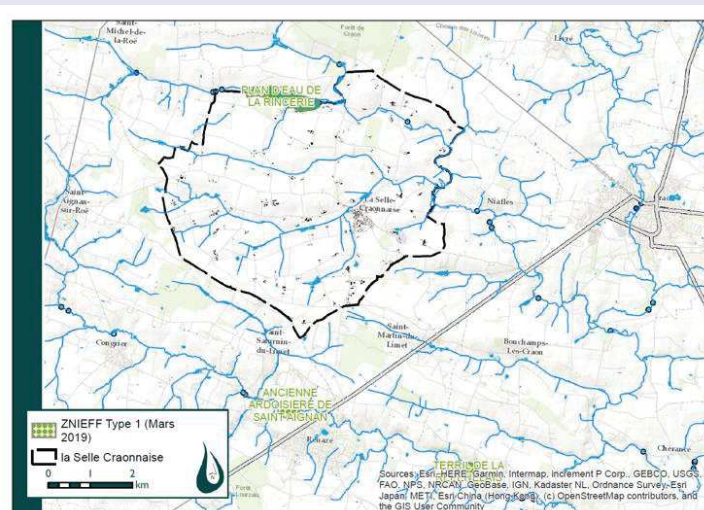 Saint-
Michel-de-
la-Roë
Forêt de
Craon
Livré
PLAN D'EAU DE
LA RINCERIE
Saint-
Aignan-
sur-Roë
La Selle-
Craonnaise
Niafles
Saint-
Saturnin-
du-Limet
Saint-
Martin-du-
Limet
Congrier
Bouchamps-
Les-Craon
ANCIENNE
ARDOISIERE DE
SAINT-AIGNAN
Renazé
Chérancé
TERRIL DE LA
ZNIEFF Type 1 (Mars
2019)
la Selle Craonnaise
0 1 2
km
Sources: Esri, HERE, Garmin, Intermap, increment P Corp., GEBCO, USGS,
FAO, NPS, NRCAN, GeoBase, IGN, Kadaster NL, Ordnance Survey, Esri
Japan, METI, Esri China (Hong Kong), (c) OpenStreetMap contributors, and
the GIS User Community